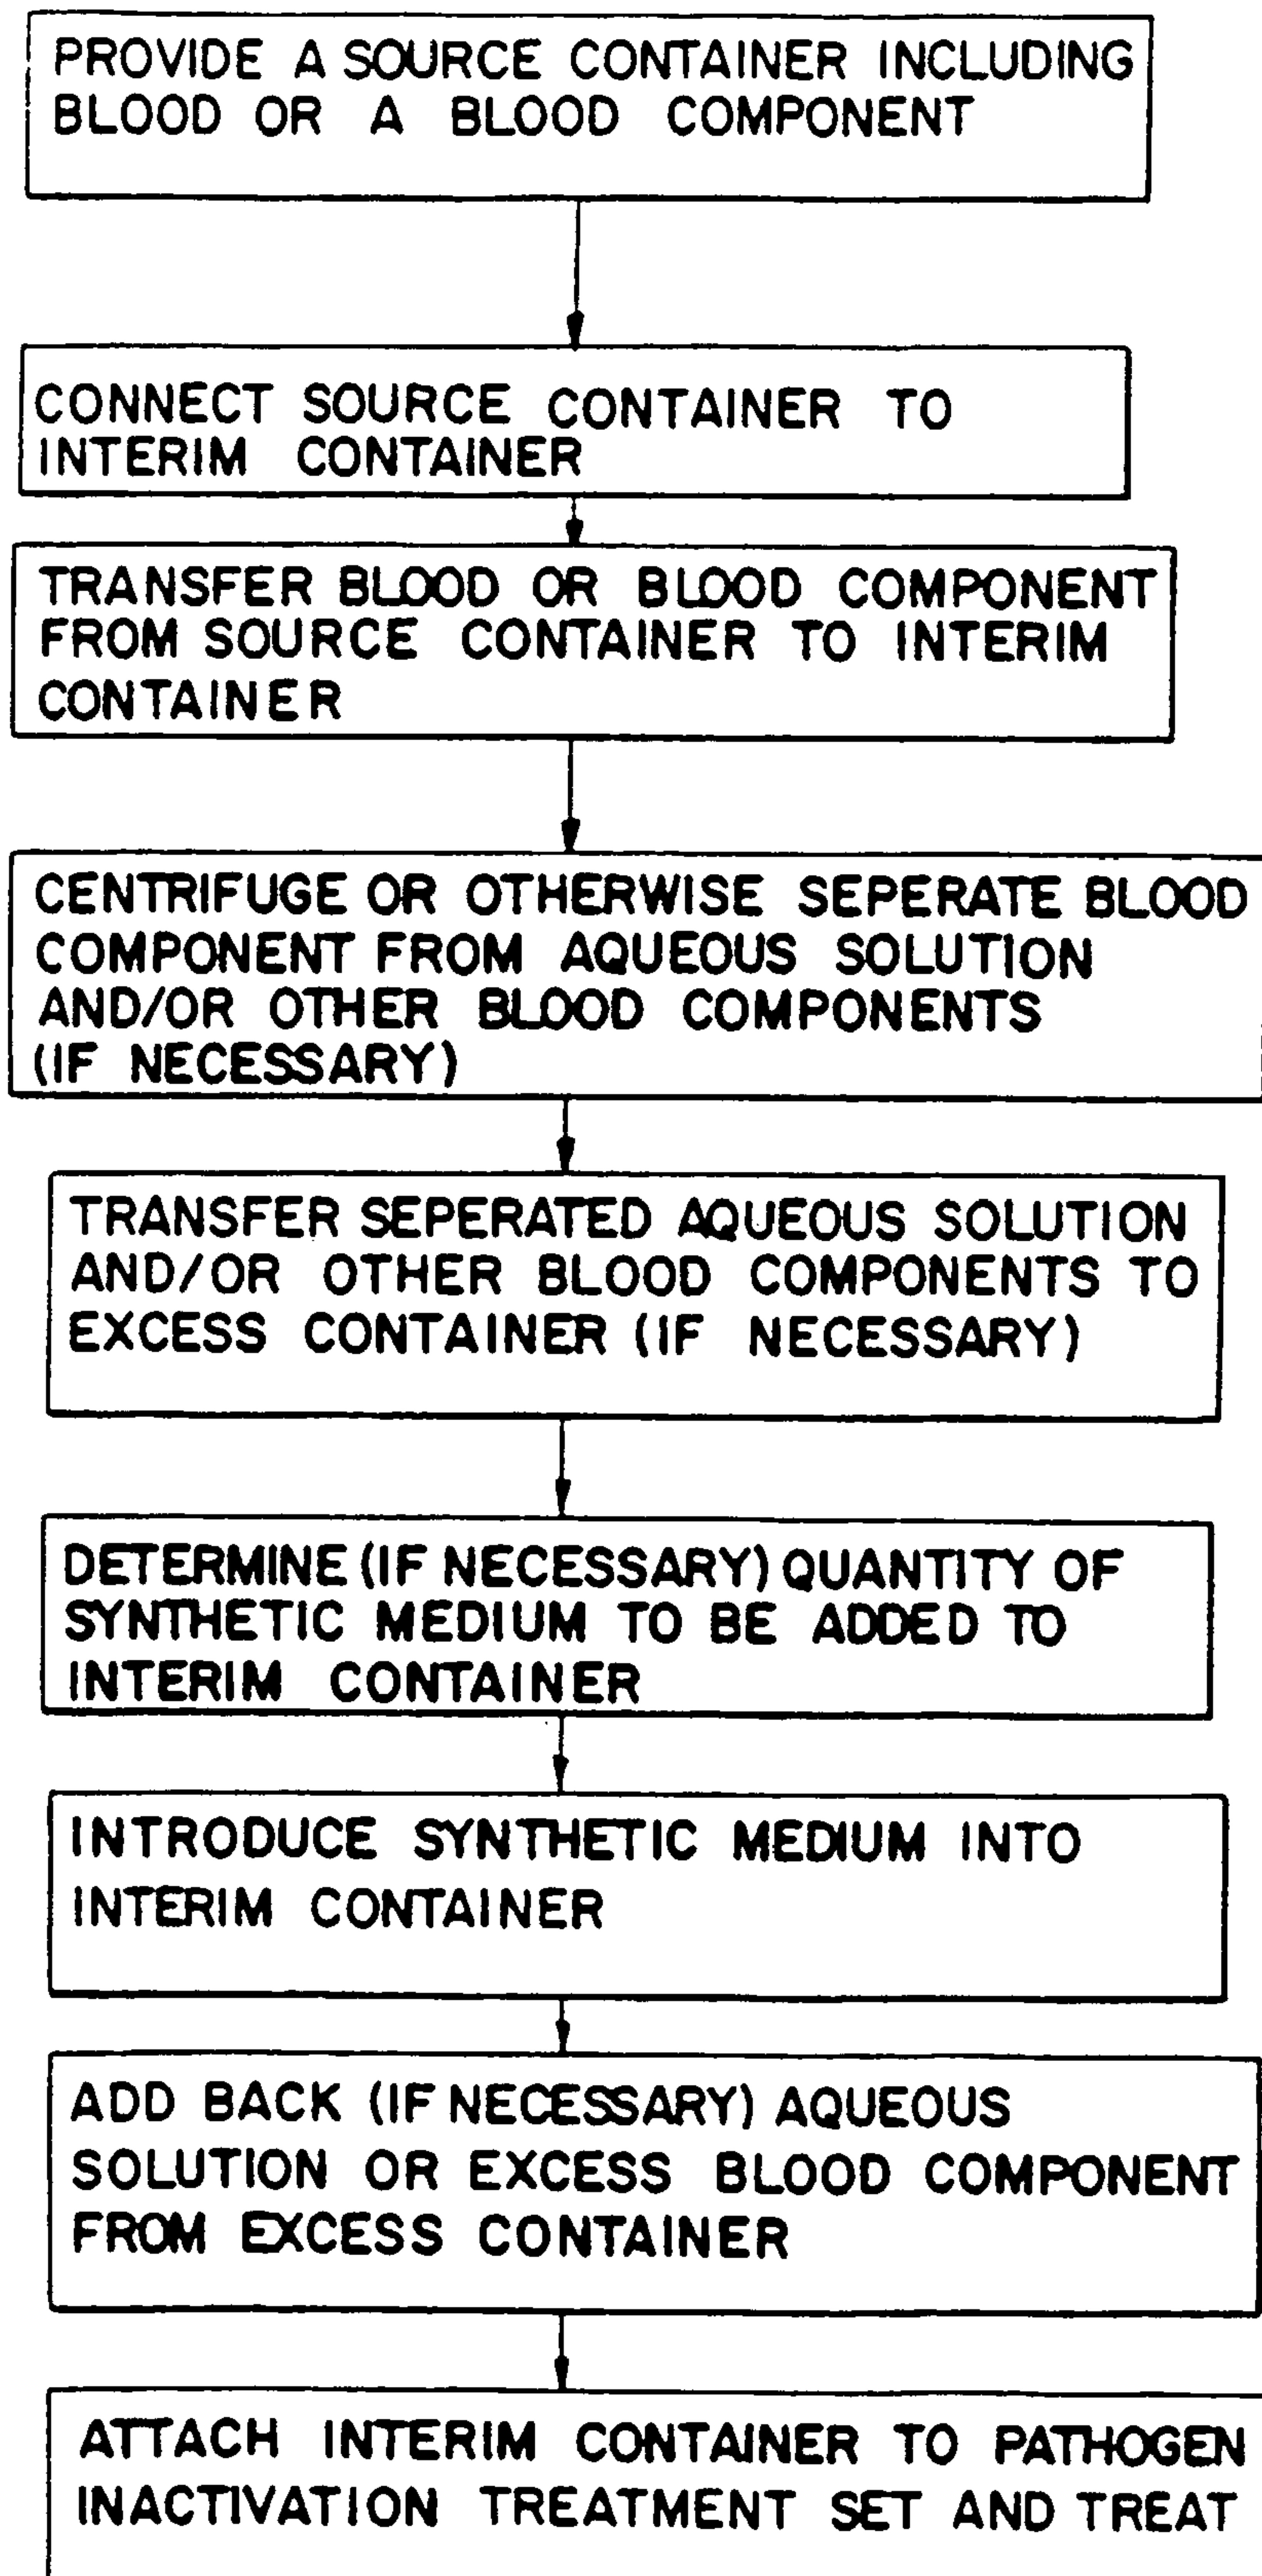 PROVIDE A SOURCE CONTAINER INCLUDING
BLOOD OR A BLOOD COMPONENT
CONNECT SOURCE CONTAINER TO
INTERIM CONTAINER
TRANSFER BLOOD OR BLOOD COMPONENT
FROM SOURCE CONTAINER TO INTERIM
CONTAINER
CENTRIFUGE OR OTHERWISE SEPERATE BLOOD
COMPONENT FROM AQUEOUS SOLUTION
AND/OR OTHER BLOOD COMPONENTS
(IF NECESSARY)
TRANSFER SEPERATED AQUEOUS SOLUTION
AND/OR OTHER BLOOD COMPONENTS TO
EXCESS CONTAINER (IF NECESSARY)
DETERMINE (IF NECESSARY) QUANTITY OF
SYNTHETIC MEDIUM TO BE ADDED TO
INTERIM CONTAINER
INTRODUCE SYNTHETIC MEDIUM INTO
INTERIM CONTAINER
ADD BACK (IF NECESSARY) AQUEOUS
SOLUTION OR EXCESS BLOOD COMPONENT
FROM EXCESS CONTAINER
ATTACH INTERIM CONTAINER TO PATHOGEN
INACTIVATION TREATMENT SET AND TREAT